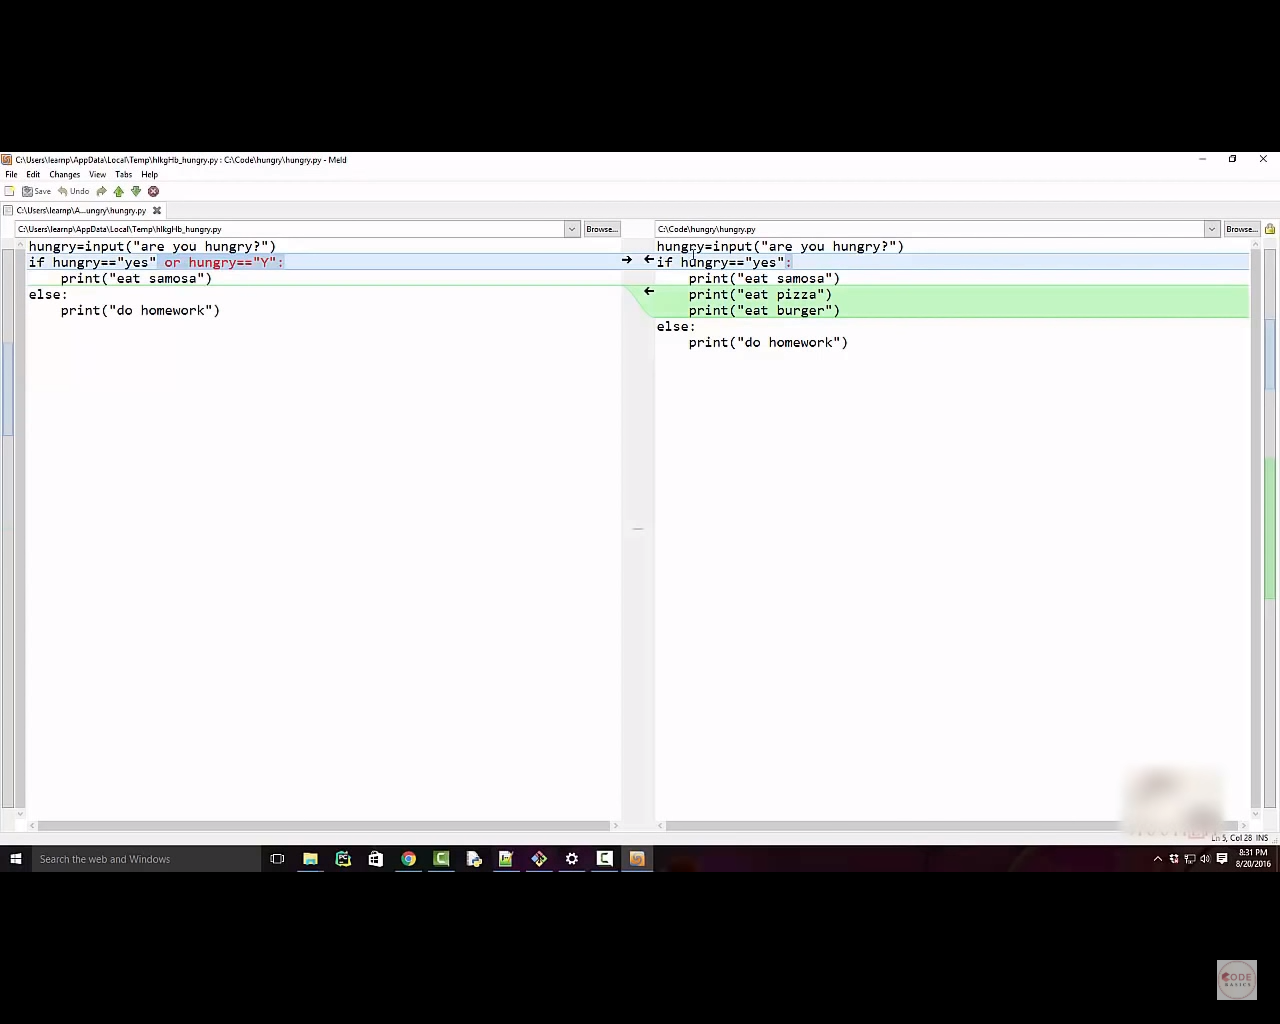 C:\Users\learnp\AppData\Local\Temp\hlkgHb_hungry.py : C:\Code\hungry\hungry.py - Meld
File Edit Changes View Tabs Help
Save Undo
C:\Users\learnp\A...ungry\hungry.py
C:\Users\learnp\AppData\Local\Temp\hlkgHb_hungry.py Browse...
hungry=input("are you hungry?")
if hungry=="yes" or hungry=="Y":
    print("eat samosa")
else:
    print("do homework")
C:\Code\hungry\hungry.py Browse...
hungry=input("are you hungry?")
if hungry=="yes":
    print("eat samosa")
    print("eat pizza")
    print("eat burger")
else:
    print("do homework")
Ln 5, Col 28 INS
Search the web and Windows
8:31 PM
8/20/2016
CODE
BASICS